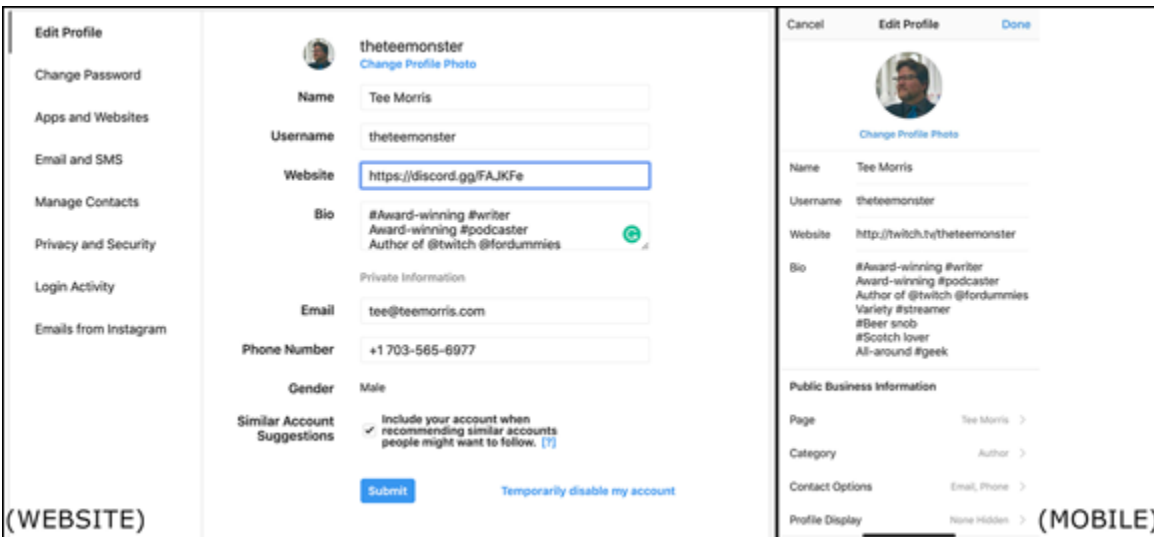 Edit Profile
Change Password
Apps and Websites
Email and SMS
Manage Contacts
Privacy and Security
Login Activity
Emails from Instagram
theteemonster
Change Profile Photo
Name Tee Morris
Username theteemonster
Website https://discord.gg/FAJKFe
Bio #Award-winning #writer
Award-winning #podcaster
Author of @twitch @fordummies
Private Information
Email tee@teemorris.com
Phone Number +1 703-565-6977
Gender Male
Similar Account Suggestions
Include your account when
recommending similar accounts
people might want to follow. [?]
Submit Temporarily disable my account
(WEBSITE)
Cancel Edit Profile Done
Change Profile Photo
Name Tee Morris
Username theteemonster
Website http://twitch.tv/theteemonster
Bio #Award-winning #writer
Award-winning #podcaster
Author of @twitch @fordummies
Variety #streamer
#Beer snob
#Scotch lover
All-around #geek
Public Business Information
Page Tee Morris >
Category Author >
Contact Options Email, Phone >
Profile Display None Hidden >
(MOBILE)